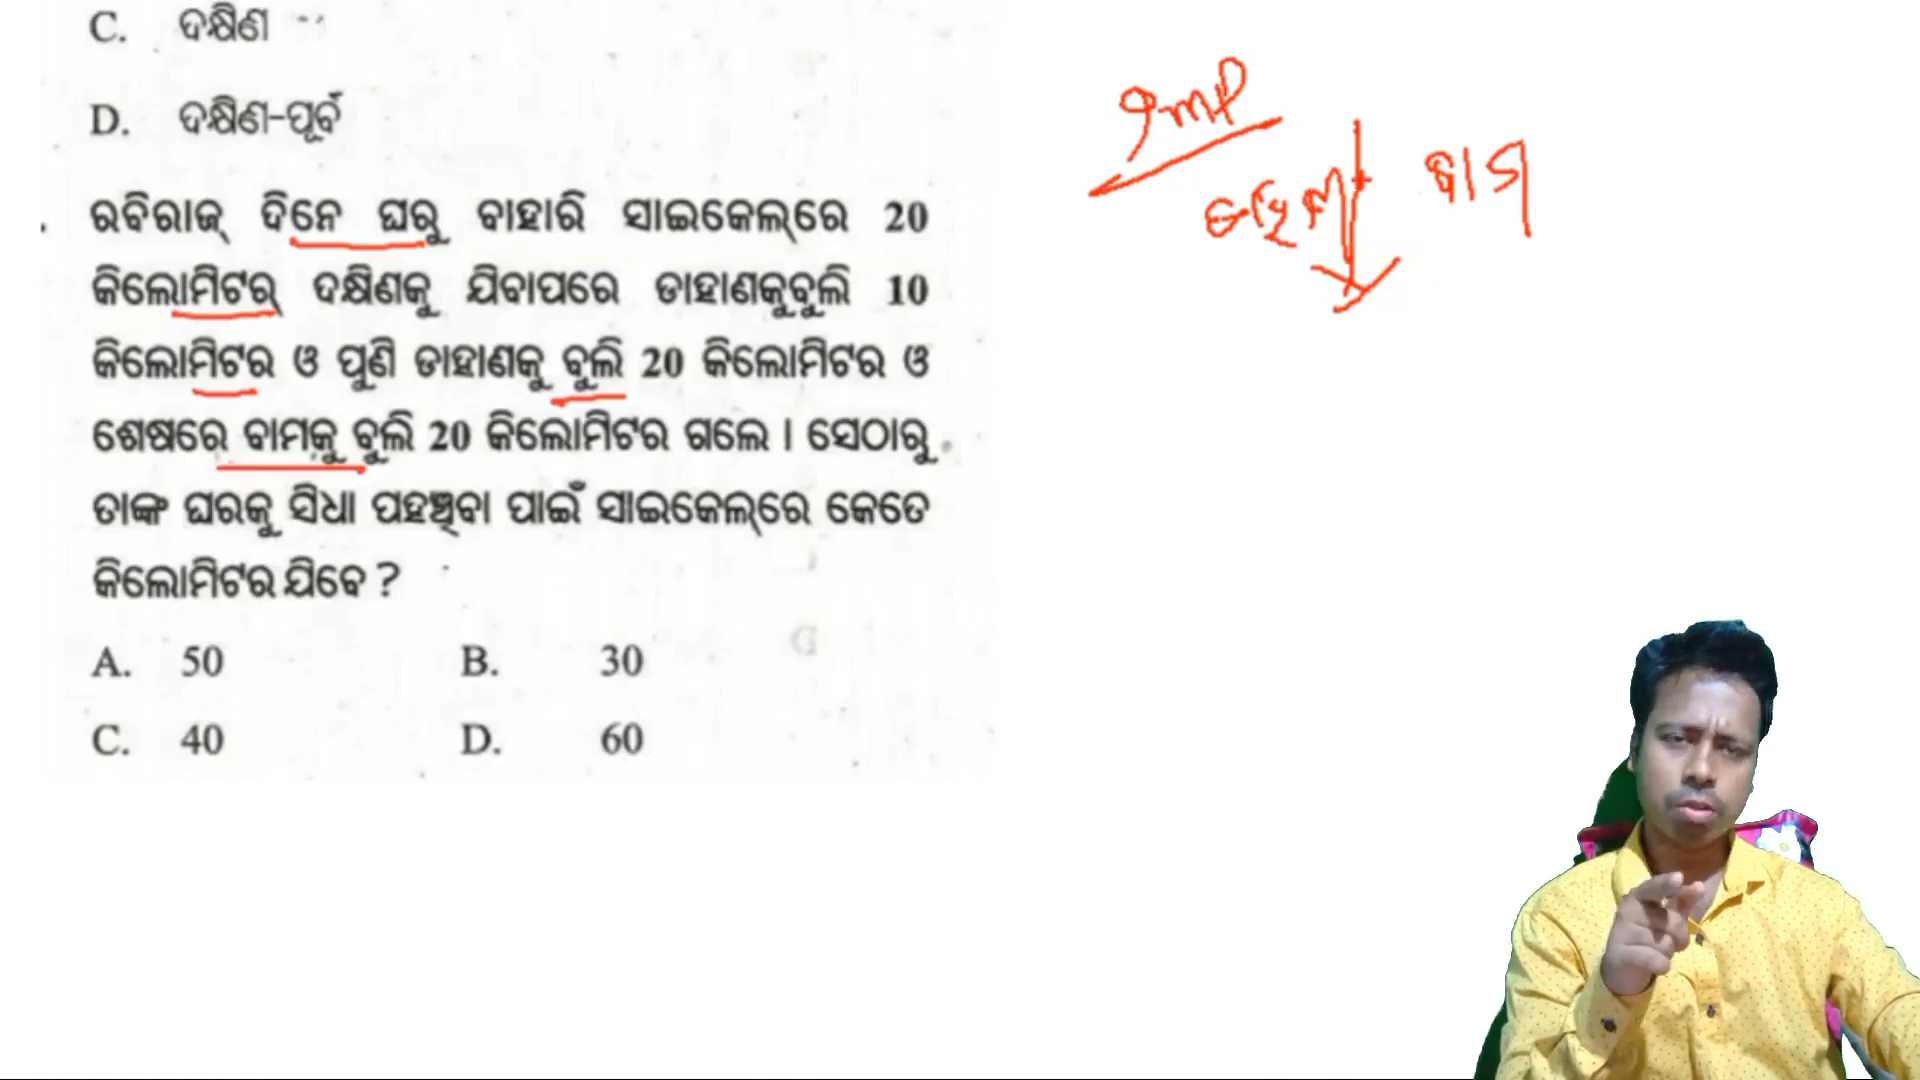 C. ଦକ୍ଷିଣ
D. ଦକ୍ଷିଣ-ପୂର୍ବ
ରବିରାଜ୍ ଦିନେ ଘରୁ ବାହାରି ସାଇକେଲ୍‌ରେ 20
କିଲୋମିଟର୍ ଦକ୍ଷିଣକୁ ଯିବାପରେ ଡାହାଣକୁବୁଲି 10
କିଲୋମିଟର ଓ ପୁଣି ଡାହାଣକୁ ବୁଲି 20 କିଲୋମିଟର ଓ
ଶେଷରେ ବାମକୁ ବୁଲି 20 କିଲୋମିଟର ଗଲେ । ସେଠାରୁ
ତାଙ୍କ ଘରକୁ ସିଧା ପହଞ୍ଚିବା ପାଇଁ ସାଇକେଲ୍‌ରେ କେତେ
କିଲୋମିଟର ଯିବେ ?
A. 50 B. 30
C. 40 D. 60
Imp
ବାମ